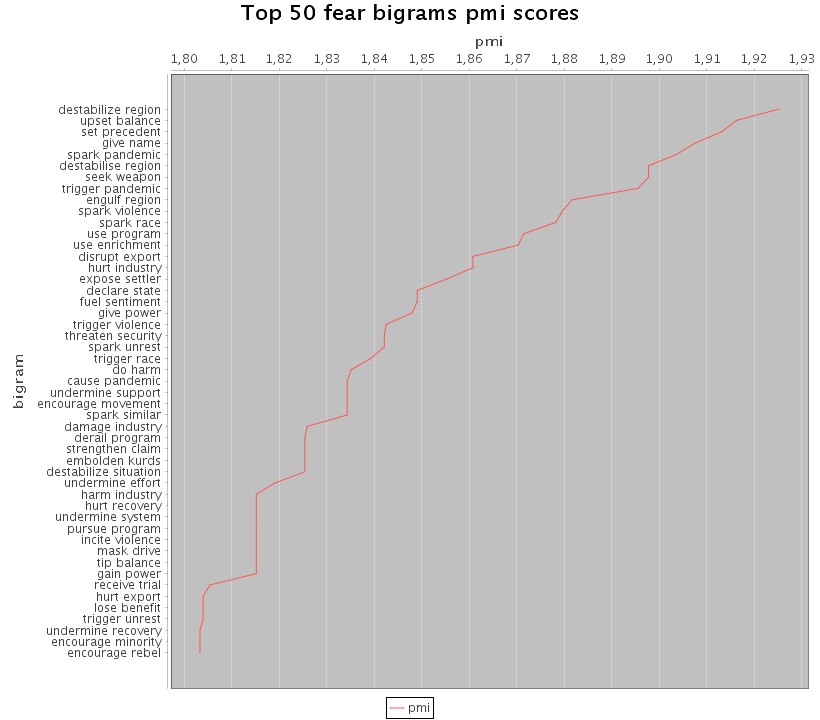 Top 50 fear bigrams pmi scores
pmi
1,80 1,81 1,82 1,83 1,84 1,85 1,86 1,87 1,88 1,89 1,90 1,91 1,92 1,93
destabilize region
upset balance
set precedent
give name
spark pandemic
destabilise region
seek weapon
trigger pandemic
engulf region
spark violence
spark race
use program
use enrichment
disrupt export
hurt industry
expose settler
declare state
fuel sentiment
give power
trigger violence
threaten security
spark unrest
trigger race
do harm
cause pandemic
undermine support
encourage movement
spark similar
damage industry
derail program
strengthen claim
embolden kurds
destabilize situation
undermine effort
harm industry
hurt recovery
undermine system
pursue program
incite violence
mask drive
tip balance
gain power
receive trial
hurt export
lose benefit
trigger unrest
undermine recovery
encourage minority
encourage rebel
bigram
pmi